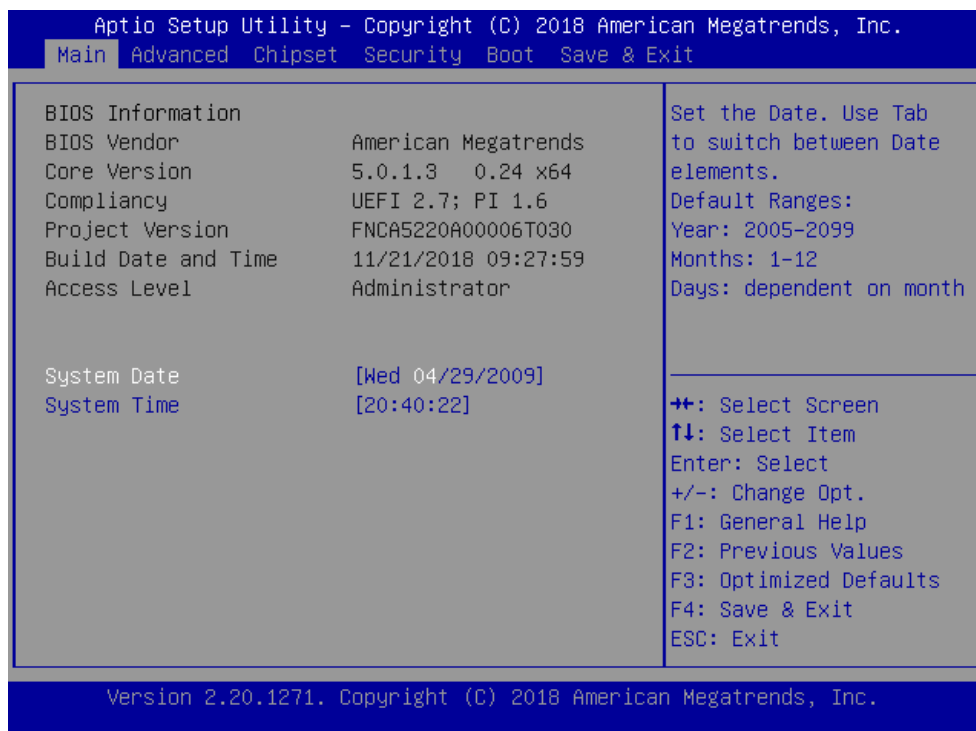 Aptio Setup Utility – Copyright (C) 2018 American Megatrends, Inc.
Main Advanced Chipset Security Boot Save & Exit
BIOS Information
BIOS Vendor American Megatrends
Core Version 5.0.1.3 0.24 x64
Compliancy UEFI 2.7; PI 1.6
Project Version FNCA5220A00006T030
Build Date and Time 11/21/2018 09:27:59
Access Level Administrator
System Date [Wed 04/29/2009]
System Time [20:40:22]
Set the Date. Use Tab
to switch between Date
elements.
Default Ranges:
Year: 2005-2099
Months: 1-12
Days: dependent on month
→←: Select Screen
↑↓: Select Item
Enter: Select
+/-: Change Opt.
F1: General Help
F2: Previous Values
F3: Optimized Defaults
F4: Save & Exit
ESC: Exit
Version 2.20.1271. Copyright (C) 2018 American Megatrends, Inc.